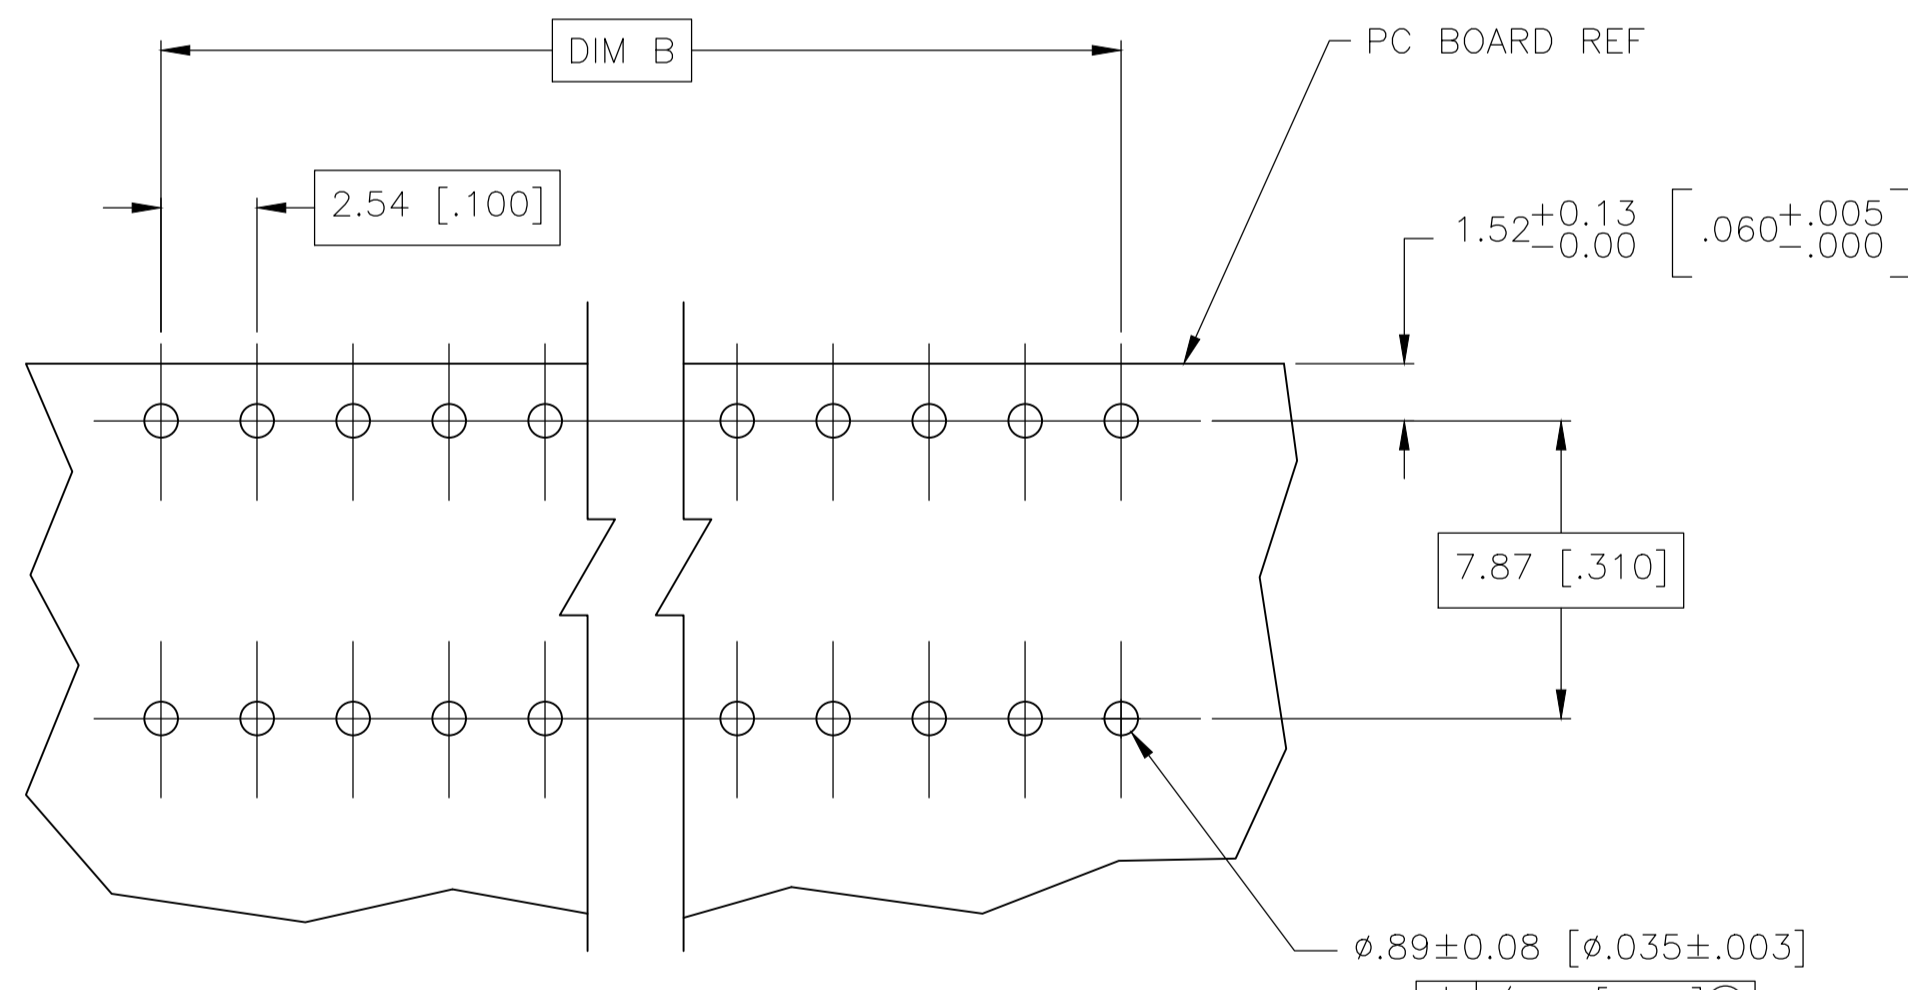 DIM B
PC BOARD REF
2.54 [.100]
1.52+0.13 -0.00 [.060+.005 -.000]
7.87 [.310]
ø.89±0.08 [ø.035±.003]